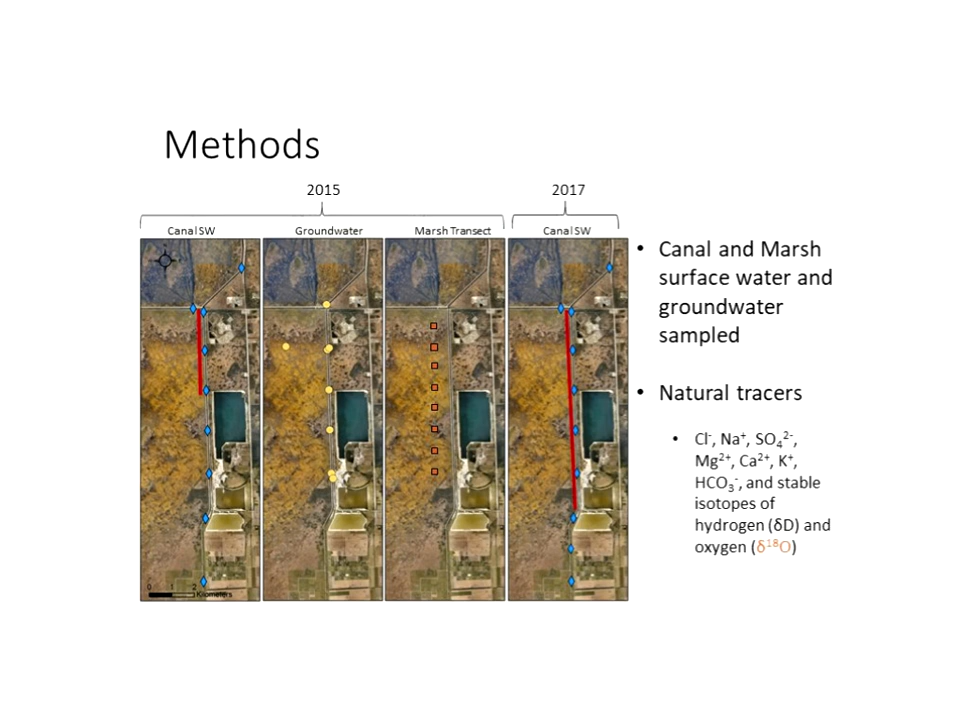 Methods
2015
2017
Canal SW
Groundwater
Marsh Transect
Canal SW
• Canal and Marsh
surface water and
groundwater
sampled
• Natural tracers
• Cl⁻, Na⁺, SO₄²⁻,
Mg²⁺, Ca²⁺, K⁺,
HCO₃⁻, and stable
isotopes of
hydrogen (δD) and
oxygen (δ¹⁸O)
0 1 2
Kilometers